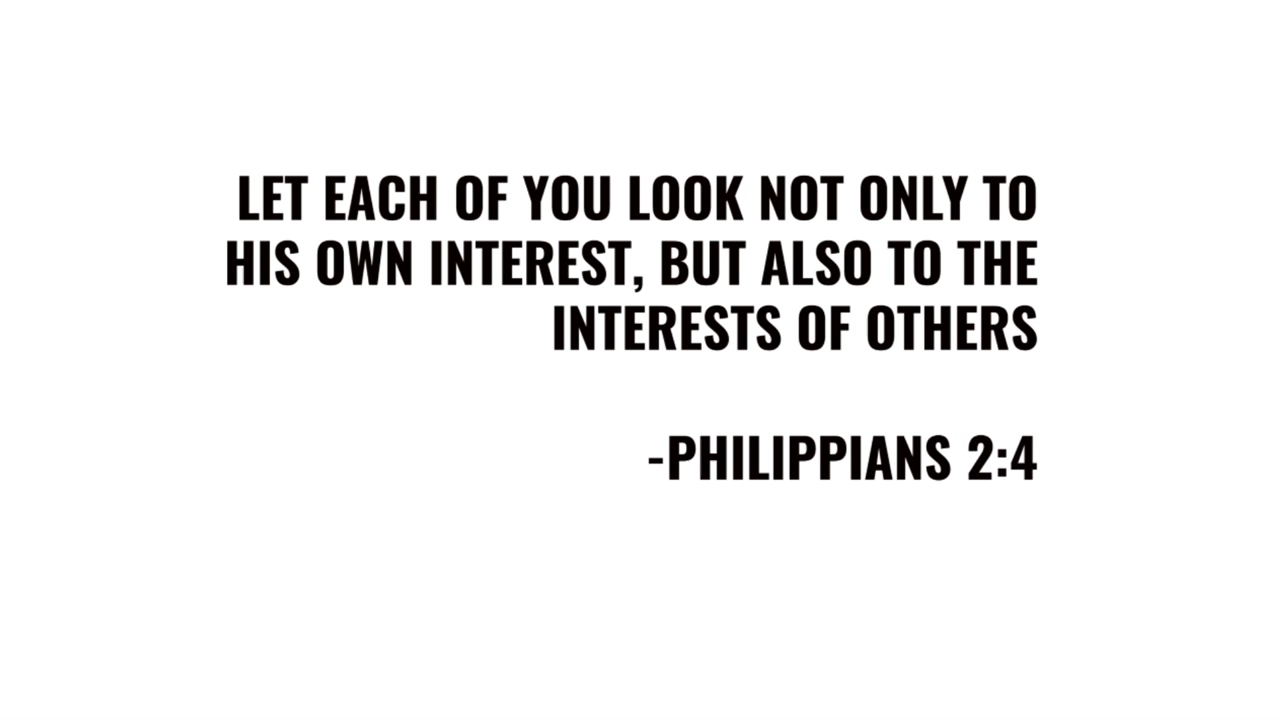 LET EACH OF YOU LOOK NOT ONLY TO
HIS OWN INTEREST, BUT ALSO TO THE
INTERESTS OF OTHERS
-PHILIPPIANS 2:4